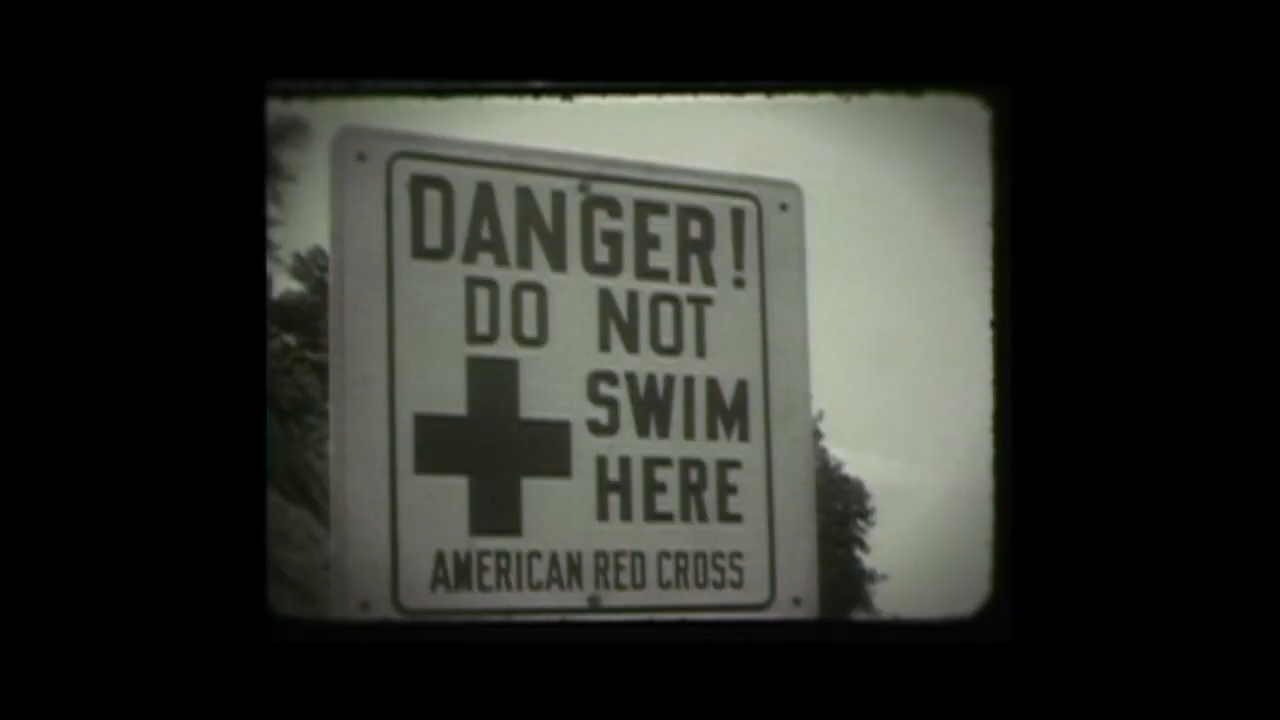 DANGER!
DO NOT
SWIM
HERE
AMERICAN RED CROSS